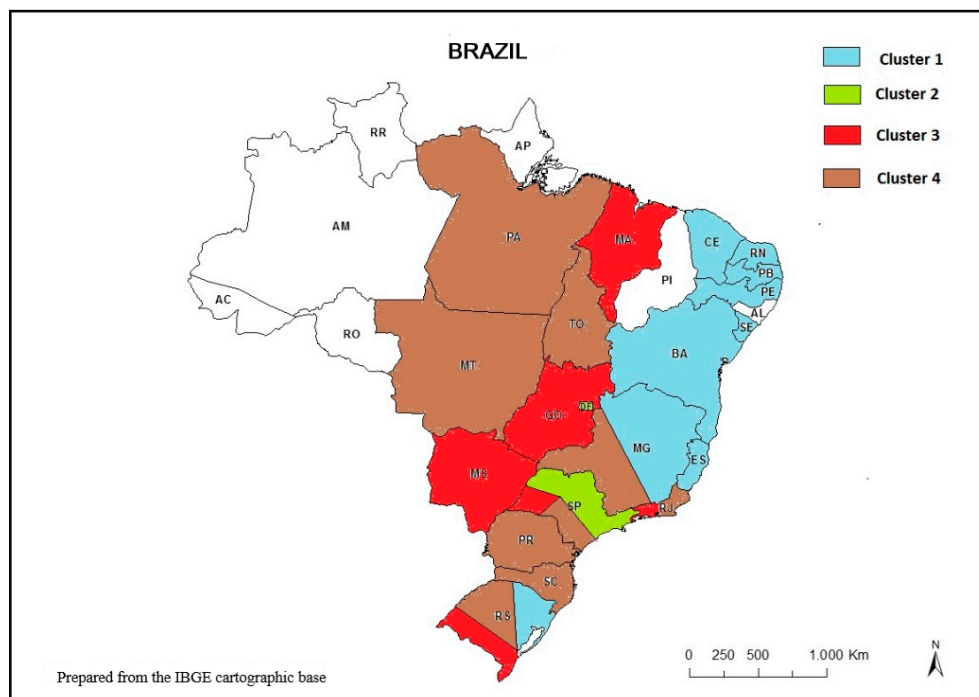 BRAZIL
Cluster 1
Cluster 2
Cluster 3
Cluster 4
RR
AP
AM
PA
MA
CE
RN
PB
PE
AL
SE
PI
AC
RO
TO
BA
MT
GO
DF
MG
ES
MS
SP
RJ
PR
SC
RS
0 250 500 1.000 Km
N
Prepared from the IBGE cartographic base